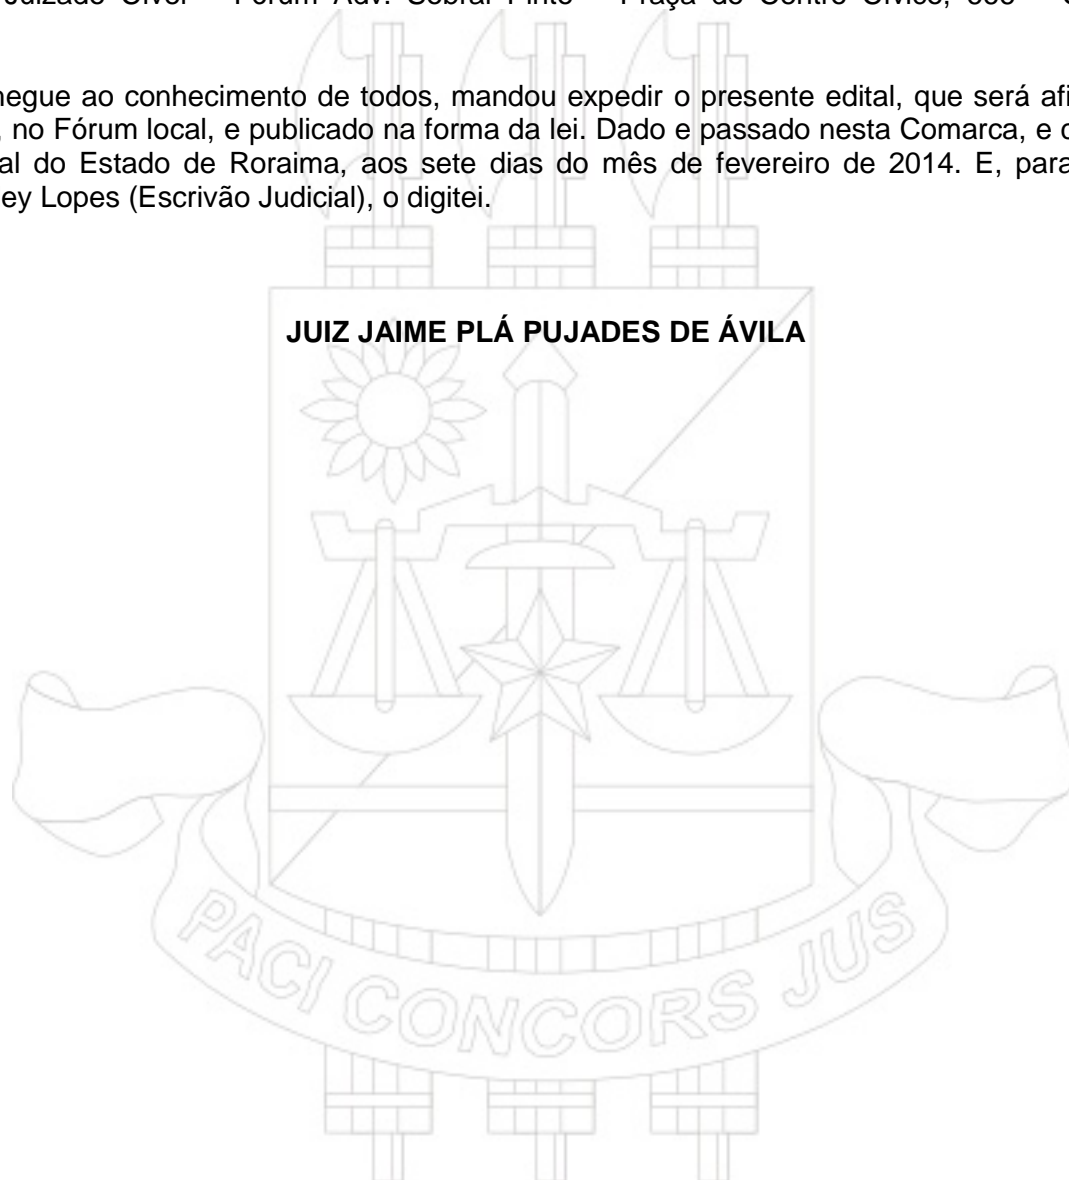 Juizado Cível – Fórum Adv. Sobral Pinto – Praça do Centro Cívico,
negue ao conhecimento de todos, mandou expedir o presente edital, que será afi
, no Fórum local, e publicado na forma da lei. Dado e passado nesta Comarca, e c
al do Estado de Roraima, aos sete dias do mês de fevereiro de 2014. E, para
ey Lopes (Escrivão Judicial), o digitei.
JUIZ JAIME PLÁ PUJADES DE ÁVILA
PACI CONCORS JUS